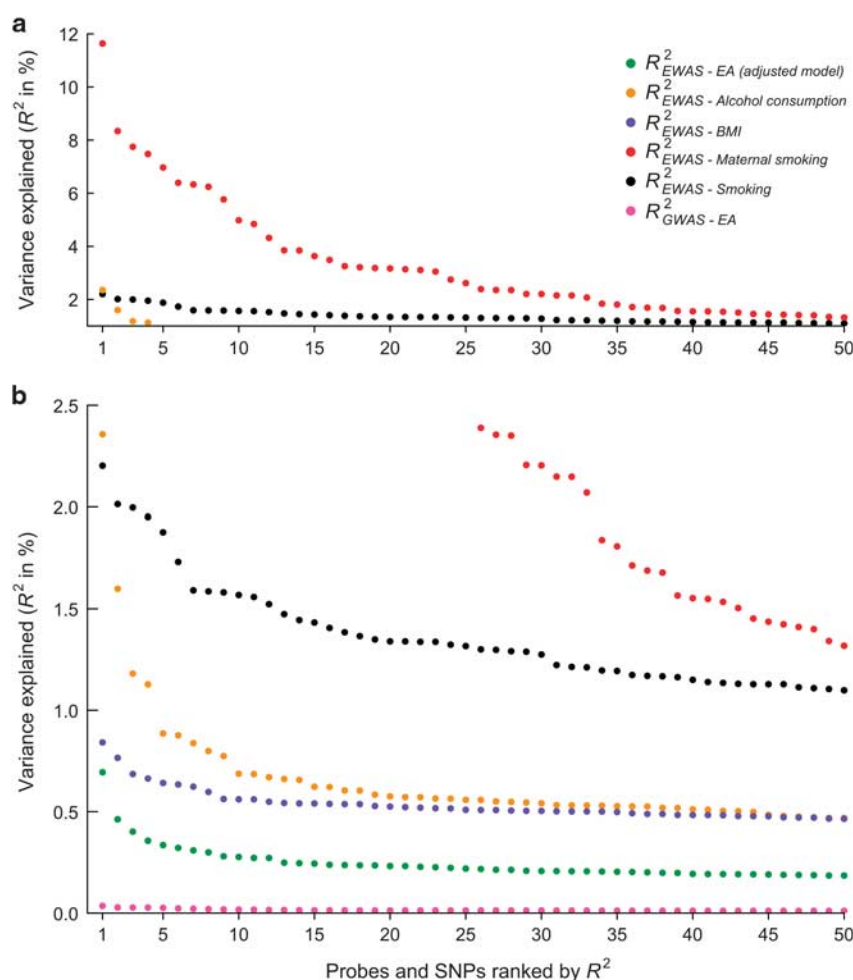 a
12
10
8
6
4
2
Variance explained (R² in %)
R²EWAS - EA (adjusted model)
R²EWAS - Alcohol consumption
R²EWAS - BMI
R²EWAS - Maternal smoking
R²EWAS - Smoking
R²GWAS - EA
1 5 10 15 20 25 30 35 40 45 50
b
2.5
2.0
1.5
1.0
0.5
0.0
Variance explained (R² in %)
1 5 10 15 20 25 30 35 40 45 50
Probes and SNPs ranked by R²